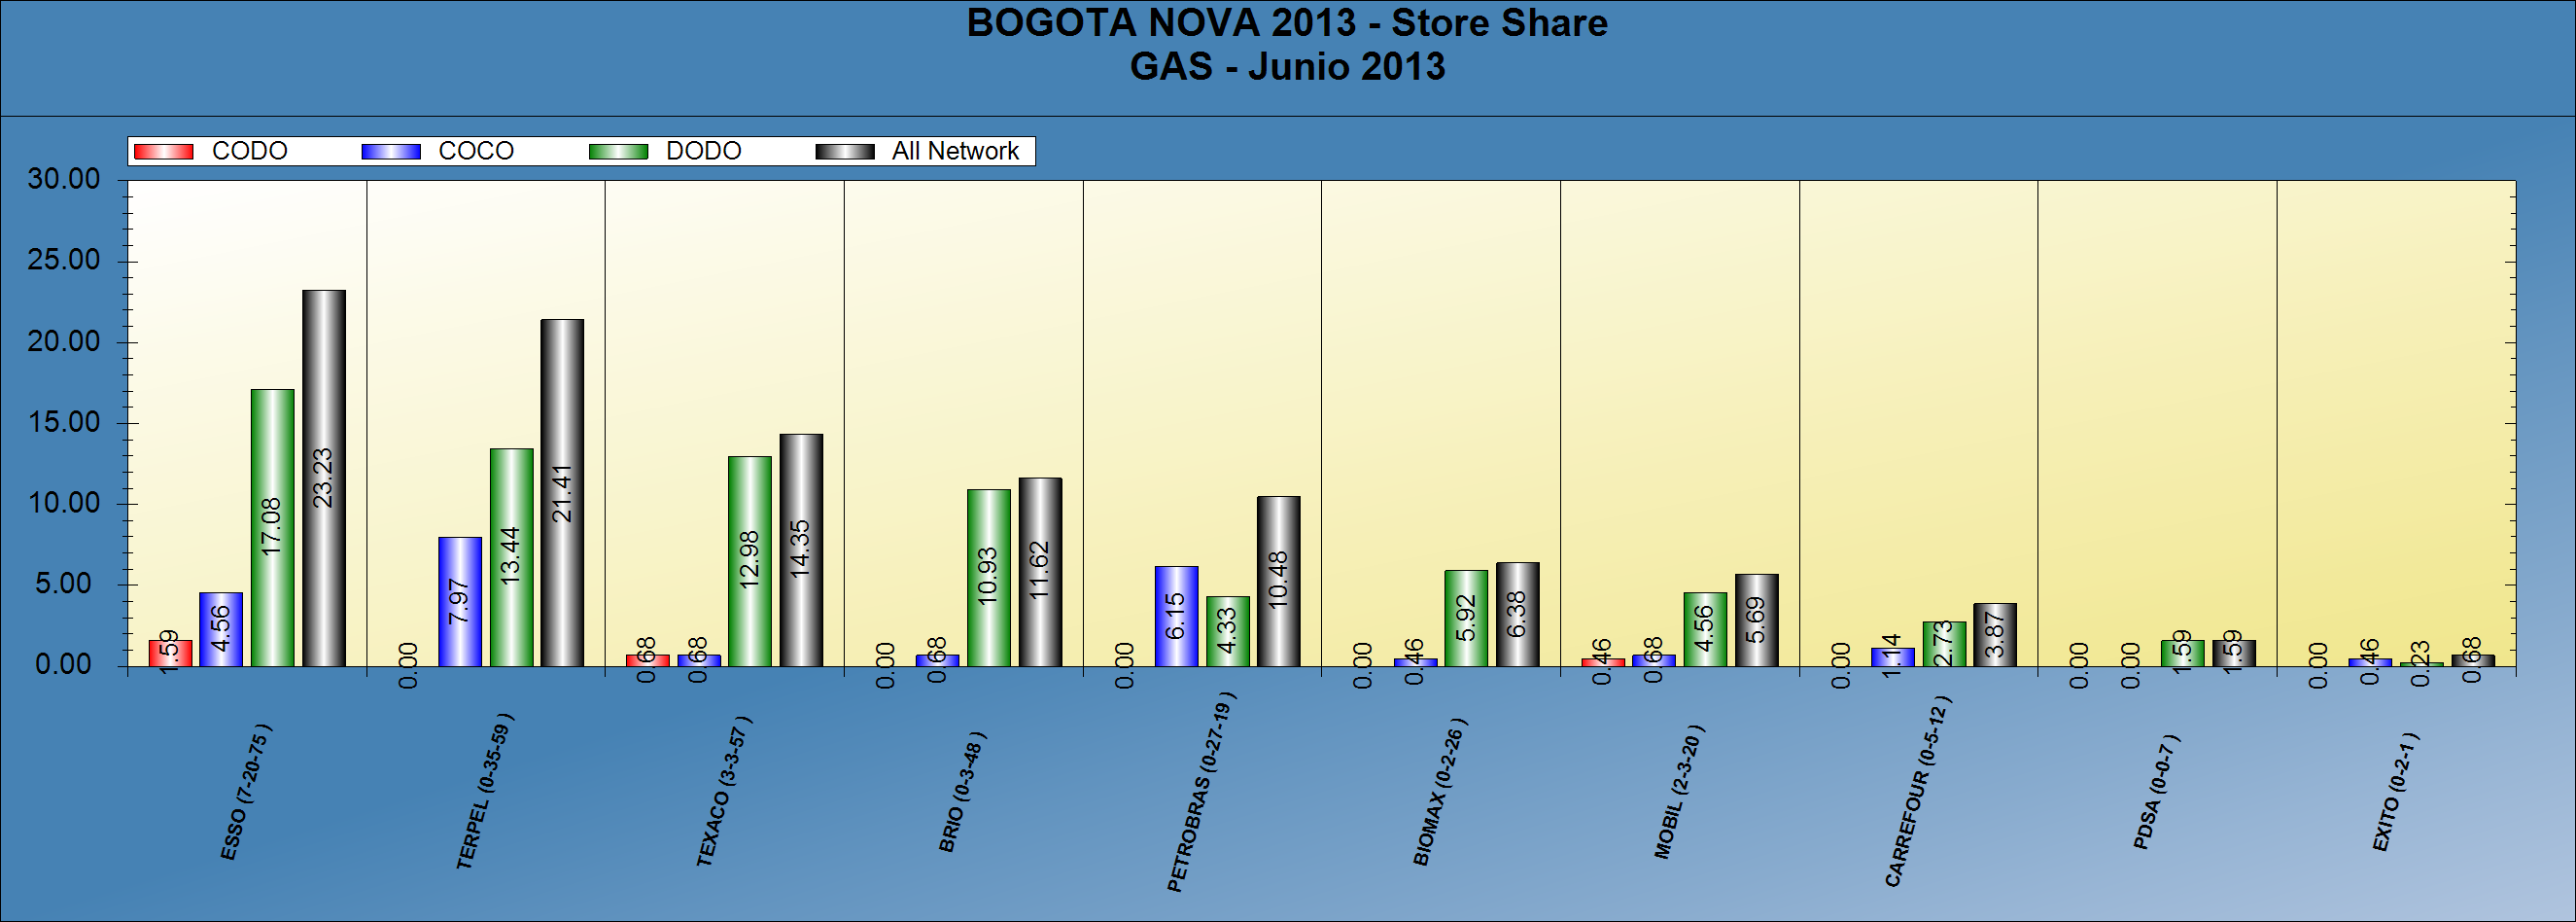 BOGOTA NOVA 2013 - Store Share
GAS - Junio 2013
CODO COCO DODO All Network
30.00
25.00
20.00
15.00
10.00
5.00
0.00
1.59 4.56 17.08 23.23
0.00 7.97 13.44 21.41
0.68 0.68 12.98 14.35
0.00 0.68 10.93 11.62
0.00 6.15 4.33 10.48
0.00 0.46 5.92 6.38
0.46 0.68 4.56 5.69
0.00 1.14 2.73 3.87
0.00 0.00 1.59 1.59
0.00 0.46 0.23 0.68
ESSO (7-20-75 )
TERPEL (0-35-59 )
TEXACO (3-3-57 )
BRIO (0-3-48 )
PETROBRAS (0-27-19 )
BIOMAX (0-2-26 )
MOBIL (2-3-20 )
CARREFOUR (0-5-12 )
PDSA (0-0-7 )
EXITO (0-2-1 )